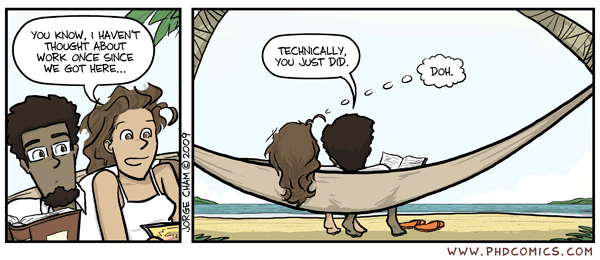 YOU KNOW, I HAVEN'T
THOUGHT ABOUT
WORK ONCE SINCE
WE GOT HERE...
JORGE CHAM © 2009
TECHNICALLY,
YOU JUST DID.
DOH.
WWW.PHDCOMICS.COM